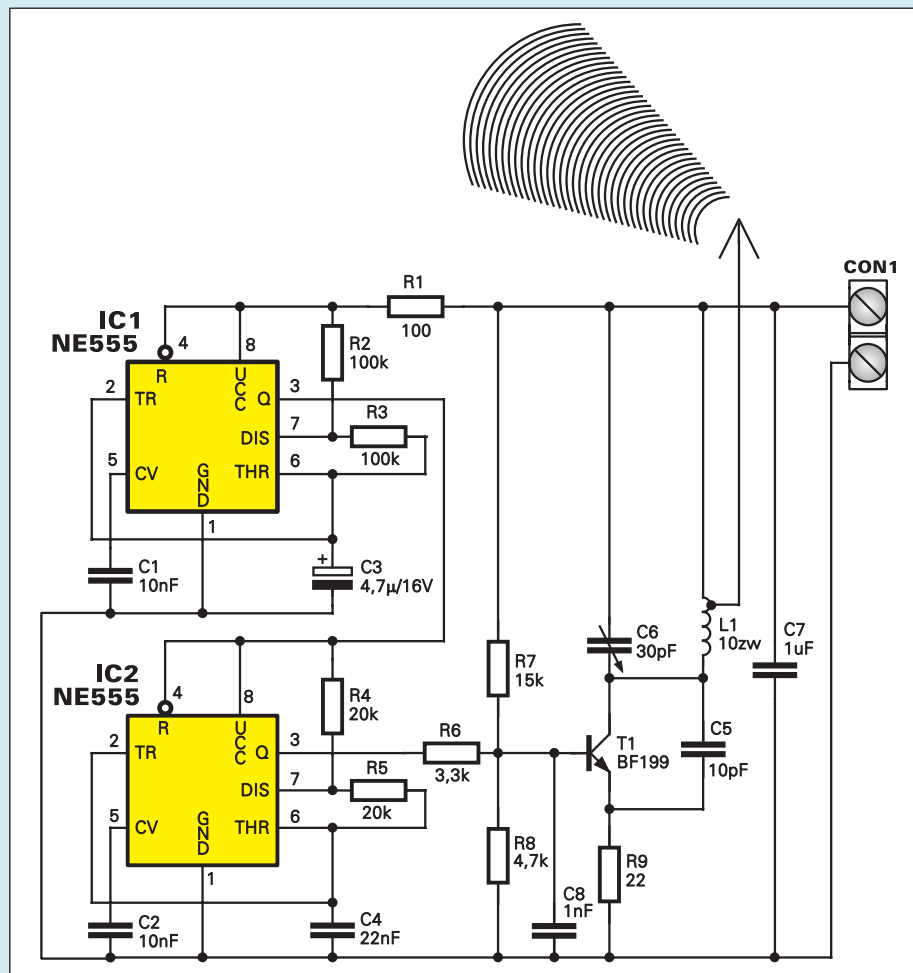 CON1
R1
100
IC1
NE555
4
8
R
UCC
R2
100k
2
TR
Q
3
DIS
7
R3
100k
5
CV
GND
THR
6
1
C1
10nF
+
C3
4,7µ/16V
IC2
NE555
4
8
R
UCC
R4
20k
2
TR
Q
3
R6
3,3k
DIS
7
R5
20k
5
CV
GND
THR
6
1
C2
10nF
C4
22nF
R7
15k
R8
4,7k
C8
1nF
C6
30pF
T1
BF199
R9
22
L1
10zw
C5
10pF
C7
1uF